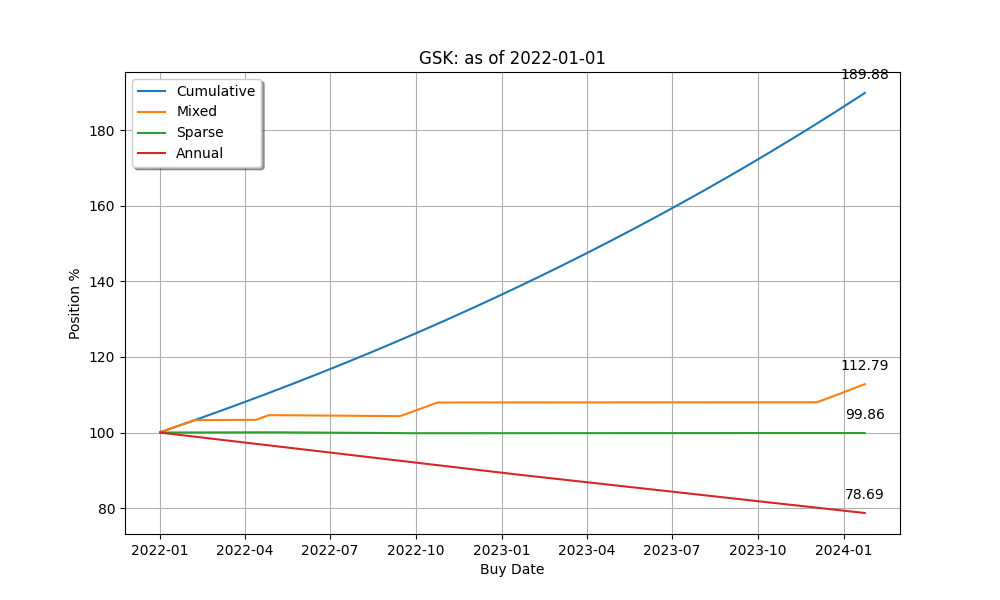 GSK: as of 2022-01-01
Cumulative
Mixed
Sparse
Annual
189.88
112.79
99.86
78.69
Position %
180
160
140
120
100
80
2022-01
2022-04
2022-07
2022-10
2023-01
2023-04
2023-07
2023-10
2024-01
Buy Date